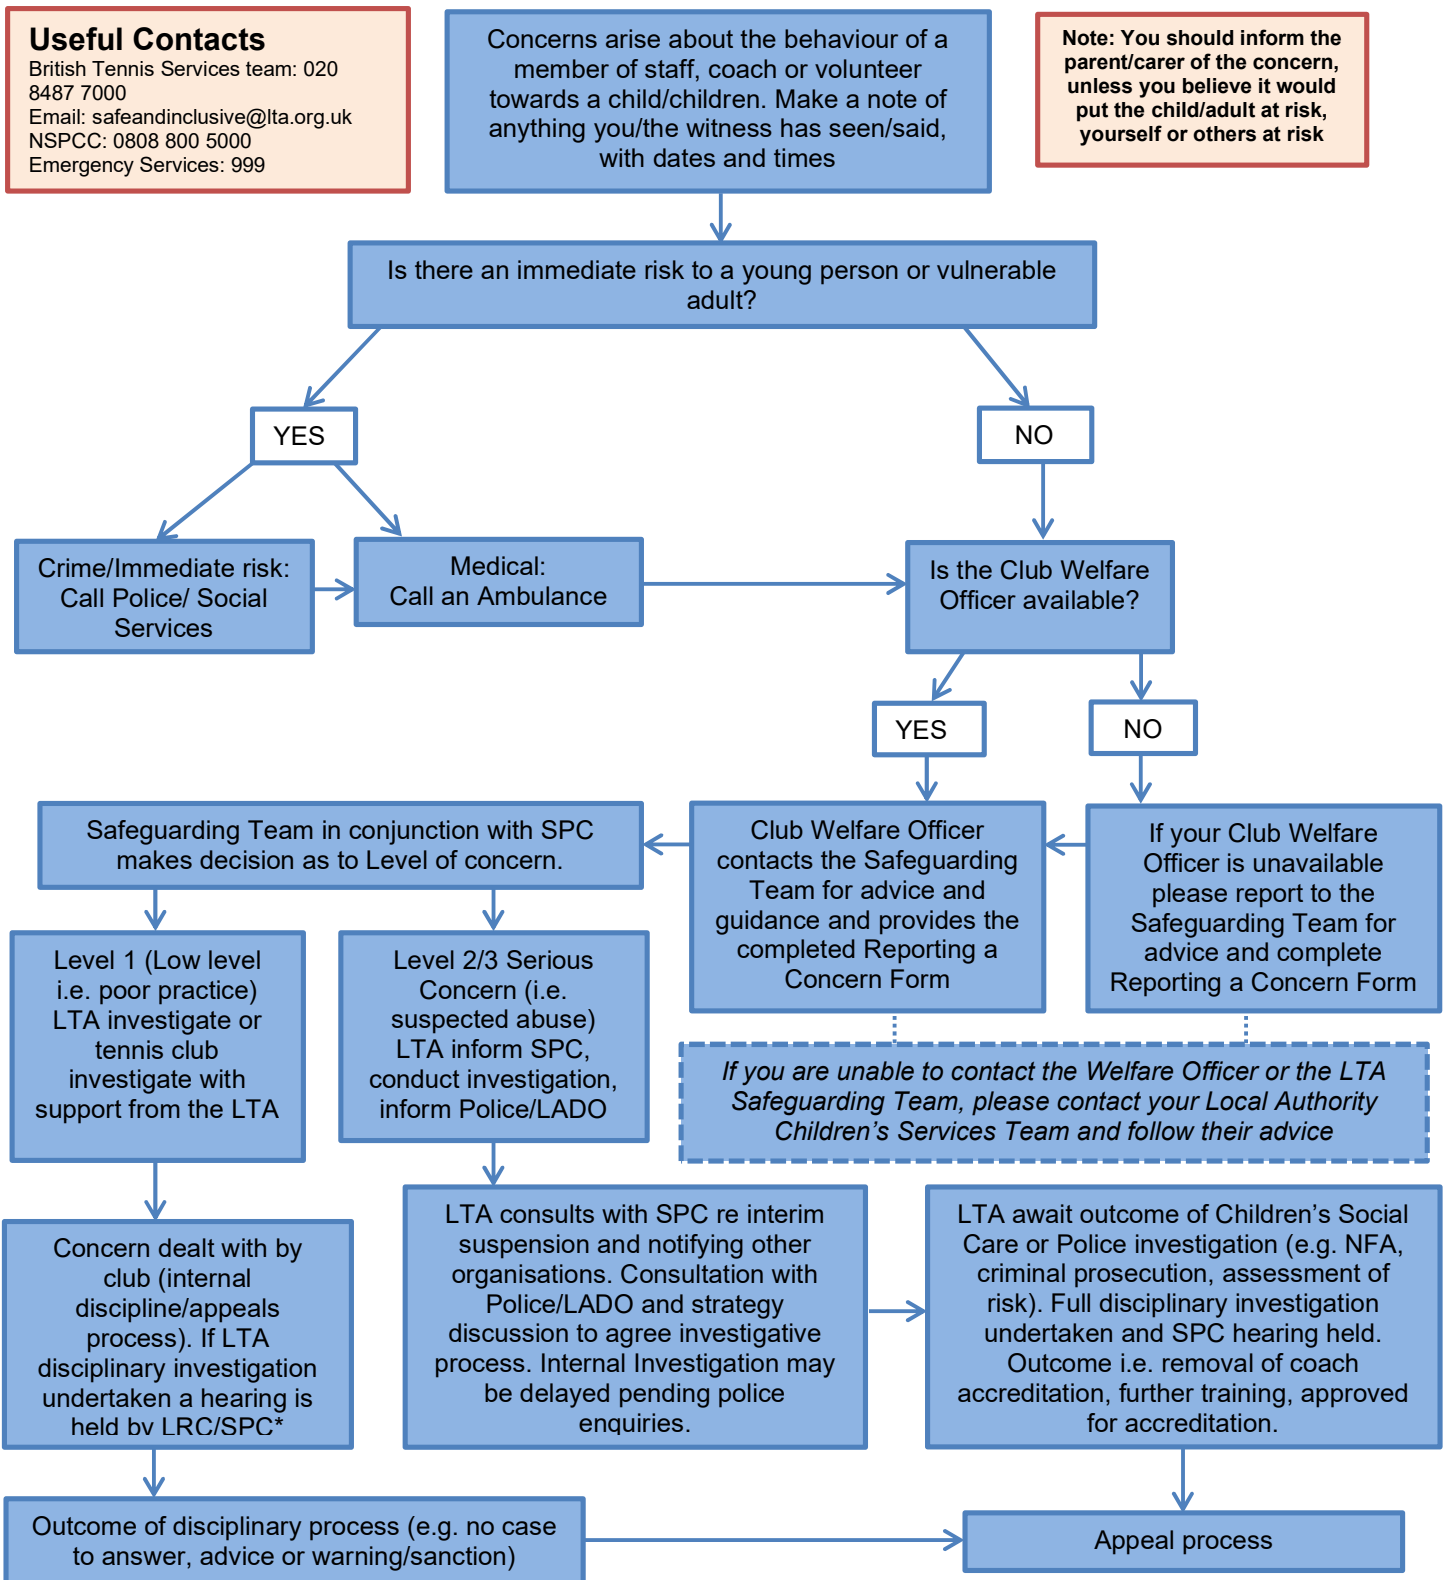 Useful Contacts
British Tennis Services team: 020
8487 7000
Email: safeandinclusive@lta.org.uk
NSPCC: 0808 800 5000
Emergency Services: 999
Concerns arise about the behaviour of a
member of staff, coach or volunteer
towards a child/children. Make a note of
anything you/the witness has seen/said,
with dates and times
Note: You should inform the
parent/carer of the concern,
unless you believe it would
put the child/adult at risk,
yourself or others at risk
Is there an immediate risk to a young person or vulnerable
adult?
YES
NO
Crime/Immediate risk:
Call Police/ Social
Services
Medical:
Call an Ambulance
Is the Club Welfare
Officer available?
YES
NO
Safeguarding Team in conjunction with SPC
makes decision as to Level of concern.
Club Welfare Officer
contacts the Safeguarding
Team for advice and
guidance and provides the
completed Reporting a
Concern Form
If your Club Welfare
Officer is unavailable
please report to the
Safeguarding Team for
advice and complete
Reporting a Concern Form
Level 1 (Low level
i.e. poor practice)
LTA investigate or
tennis club
investigate with
support from the LTA
Level 2/3 Serious
Concern (i.e.
suspected abuse)
LTA inform SPC,
conduct investigation,
inform Police/LADO
If you are unable to contact the Welfare Officer or the LTA
Safeguarding Team, please contact your Local Authority
Children’s Services Team and follow their advice
Concern dealt with by
club (internal
discipline/appeals
process). If LTA
disciplinary investigation
undertaken a hearing is
held by LRC/SPC*
LTA consults with SPC re interim
suspension and notifying other
organisations. Consultation with
Police/LADO and strategy
discussion to agree investigative
process. Internal Investigation may
be delayed pending police
enquiries.
LTA await outcome of Children’s Social
Care or Police investigation (e.g. NFA,
criminal prosecution, assessment of
risk). Full disciplinary investigation
undertaken and SPC hearing held.
Outcome i.e. removal of coach
accreditation, further training, approved
for accreditation.
Outcome of disciplinary process (e.g. no case
to answer, advice or warning/sanction)
Appeal process